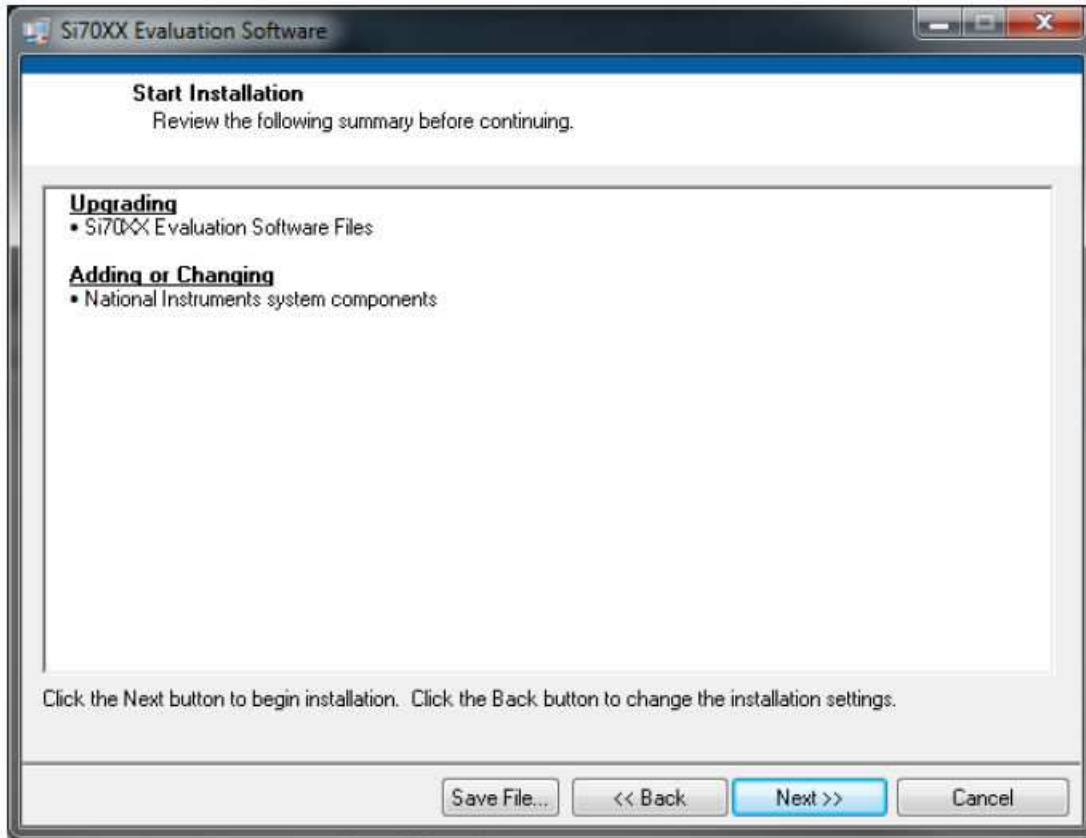 Si70XX Evaluation Software
Start Installation
Review the following summary before continuing.
Upgrading
• Si70XX Evaluation Software Files
Adding or Changing
• National Instruments system components
Click the Next button to begin installation. Click the Back button to change the installation settings.
Save File... << Back Next >> Cancel